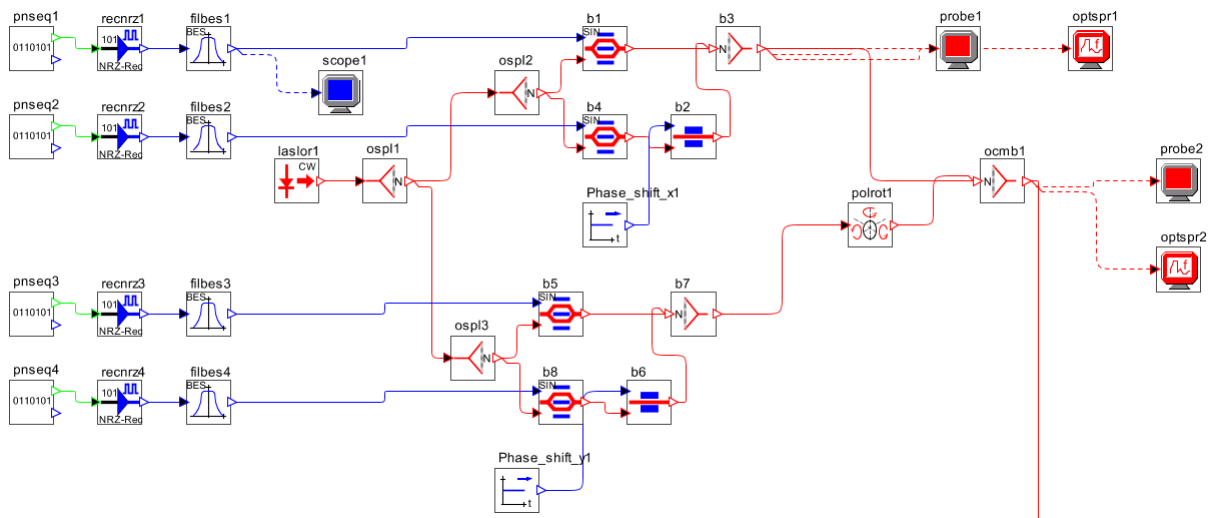 pnseq1 recnrz1 filbes1 b1 b3 probe1 optspr1
0110101 101 NRZ-Rec BES SIN N f
scope1
ospl2
N
pnseq2 recnrz2 filbes2 b4 b2
0110101 101 NRZ-Rec BES SIN
laslor1 ospl1 ocmb1 probe2
CW N N
Phase_shift_x1 polrot1
t
optspr2
f
pnseq3 recnrz3 filbes3 b5 b7
0110101 101 NRZ-Rec BES SIN N
ospl3
N
pnseq4 recnrz4 filbes4 b8 b6
0110101 101 NRZ-Rec BES SIN
Phase_shift_y1
t